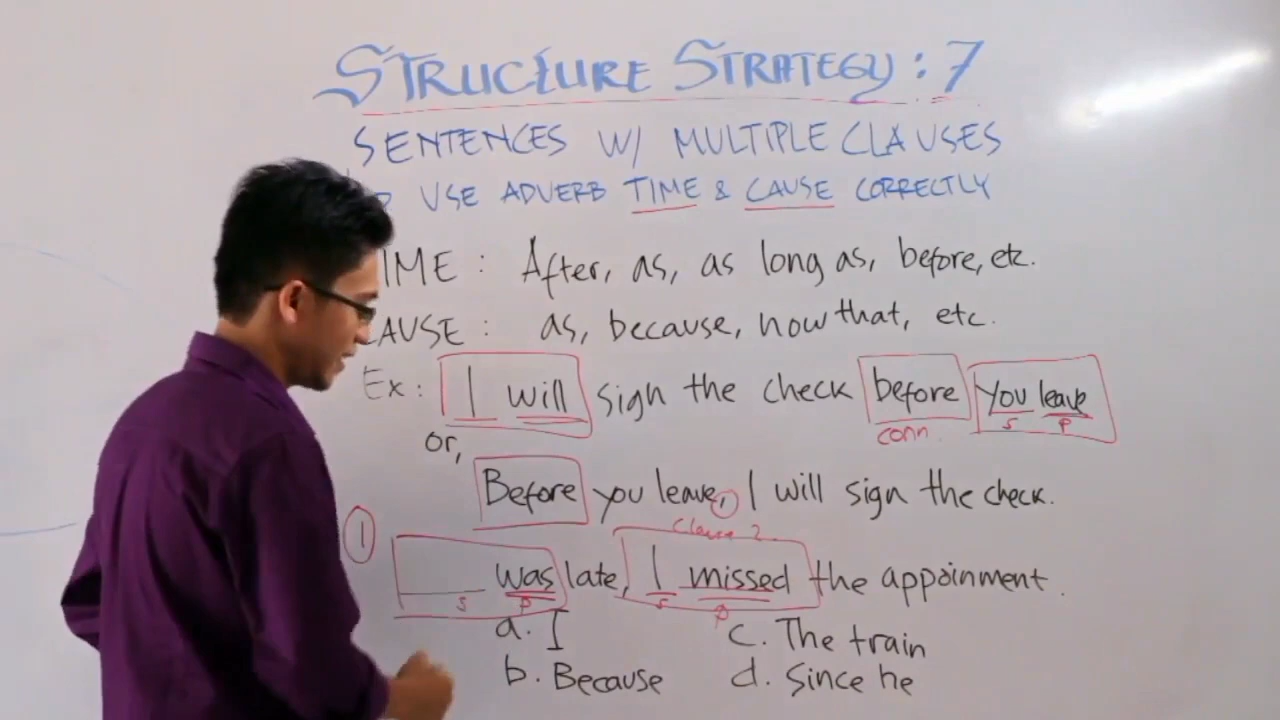 STRUCTURE STRATEGY : 7
SENTENCES W/ MULTIPLE CLAUSES
USE ADVERB TIME & CAUSE CORRECTLY
IME : After, as, as long as, before, etc.
AUSE : as, because, now that, etc.
Ex: I will sign the check before you leave
conn. s p
or,
Before you leave, I will sign the check.
Clause 2
1 ____ was late, I missed the appoinment.
s p s p
a. I c. The train
b. Because d. Since he